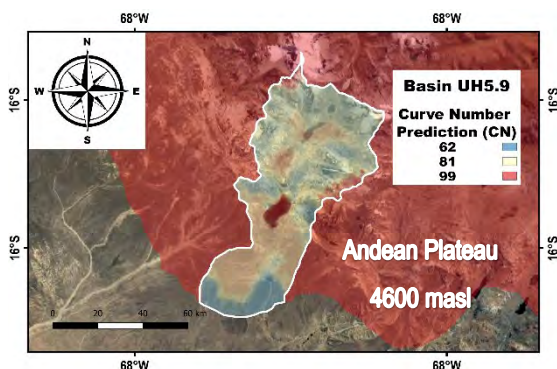 68°W 68°W
N
W E
S
16°S 16°S
Basin UH5.9
Curve Number
Prediction (CN)
62
81
99
16°S 16°S
Andean Plateau
4600 masl
0 20 40 60 km
68°W 68°W